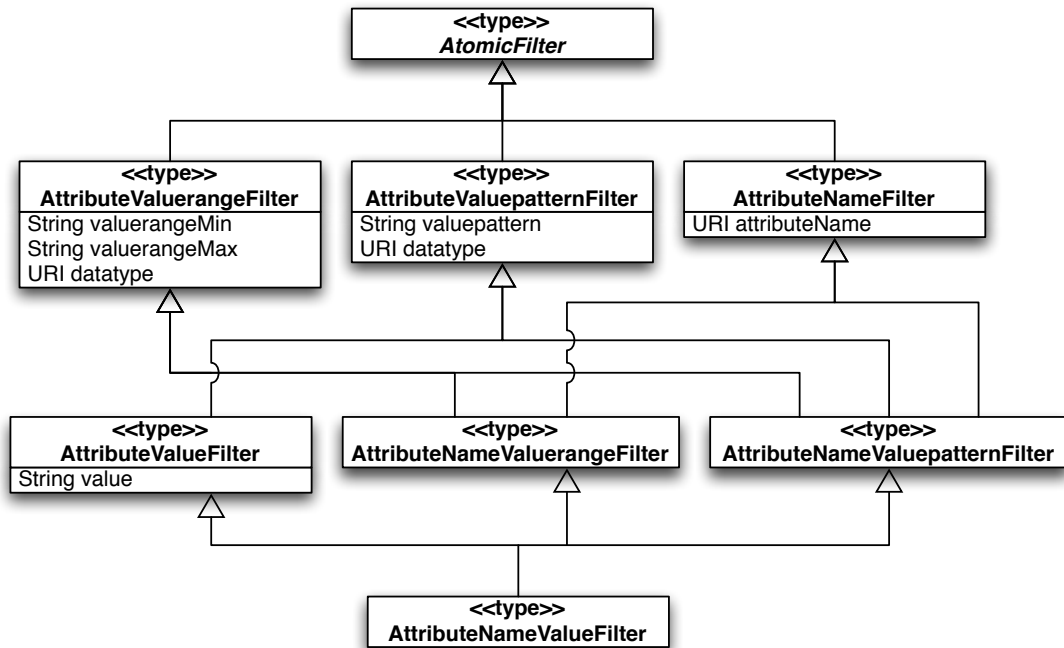 <<type>>
AtomicFilter
<<type>>
AttributeValuerangeFilter
String valuerangeMin
String valuerangeMax
URI datatype
<<type>>
AttributeValuepatternFilter
String valuepattern
URI datatype
<<type>>
AttributeNameFilter
URI attributeName
<<type>>
AttributeValueFilter
String value
<<type>>
AttributeNameValuerangeFilter
<<type>>
AttributeNameValuepatternFilter
<<type>>
AttributeNameValueFilter